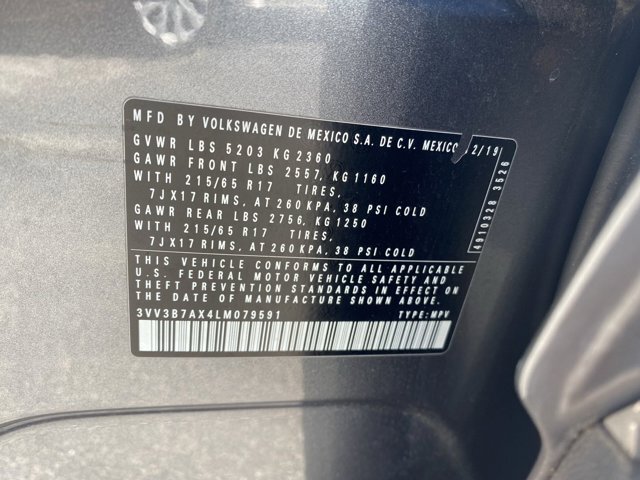 MFD BY VOLKSWAGEN DE MEXICO S.A. DE C.V. MEXICO 2/19
GVWR LBS 5203 KG 2360
GAWR FRONT LBS 2557, KG 1160
WITH 215/65 R17 TIRES,
7JX17 RIMS, AT 260 KPA, 38 PSI COLD
GAWR REAR LBS 2756, KG 1250
WITH 215/65 R17 TIRES,
7JX17 RIMS, AT 260 KPA, 38 PSI COLD
THIS VEHICLE CONFORMS TO ALL APPLICABLE
U.S. FEDERAL MOTOR VEHICLE SAFETY AND
THEFT PREVENTION STANDARDS IN EFFECT ON THE
DATE OF MANUFACTURE SHOWN ABOVE.
3VV3B7AX4LM079591 TYPE: MPV
4910328 3526